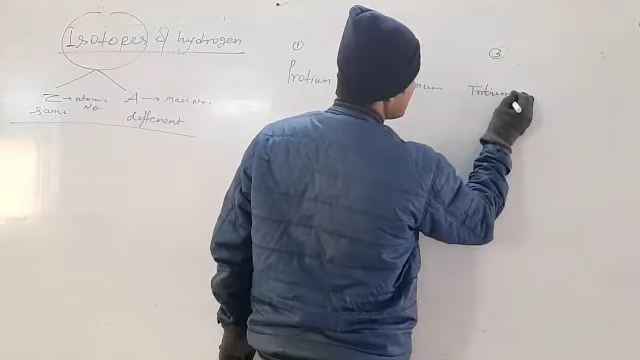 Isotopes of hydrogen
Z → atomic No.
same
A → Mass No.
different
①
Protium
③
Tritium